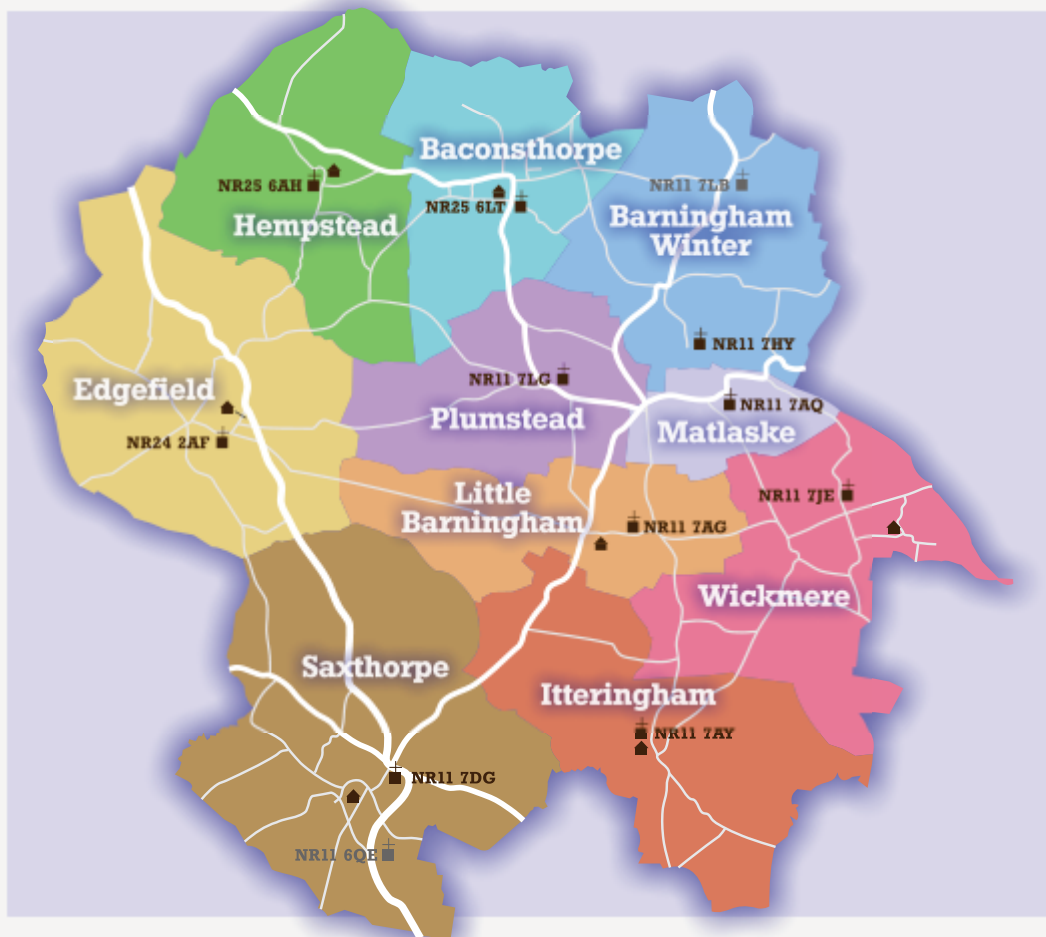 Baconsthorpe
NR25 6AH
NR11 7LB
NR25 6LT
Hempstead
Barningham
Winter
NR11 7HY
NR11 7LG
Edgefield
NR11 7AQ
Plumstead
Matlaske
NR24 2AF
Little
Barningham
NR11 7JE
NR11 7AG
Wickmere
Saxthorpe
Itteringham
NR11 7AY
NR11 7DG
NR11 6QE